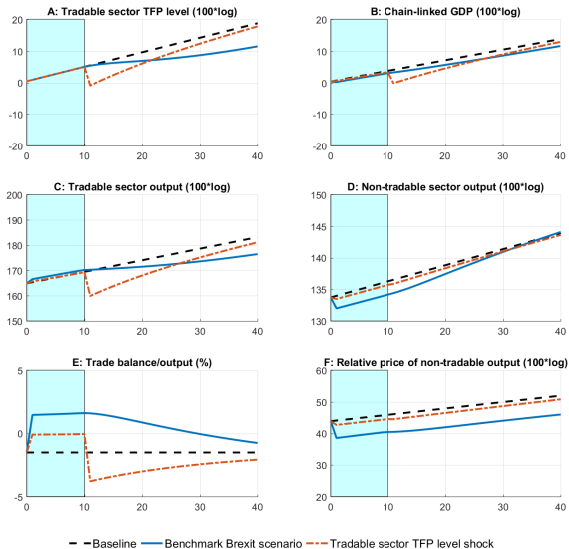 A: Tradable sector TFP level (100*log)
20
10
0
-10
-20
0 10 20 30 40
B: Chain-linked GDP (100*log)
20
10
0
-10
-20
0 10 20 30 40
C: Tradable sector output (100*log)
200
190
180
170
160
150
0 10 20 30 40
D: Non-tradable sector output (100*log)
150
145
140
135
130
0 10 20 30 40
E: Trade balance/output (%)
5
0
-5
0 10 20 30 40
F: Relative price of non-tradable output (100*log)
60
50
40
30
20
0 10 20 30 40
Baseline Benchmark Brexit scenario Tradable sector TFP level shock